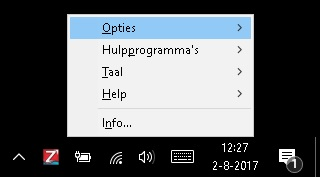 Opties
Hulpprogramma's
Taal
Help
Info...
Z
12:27
2-8-2017
1